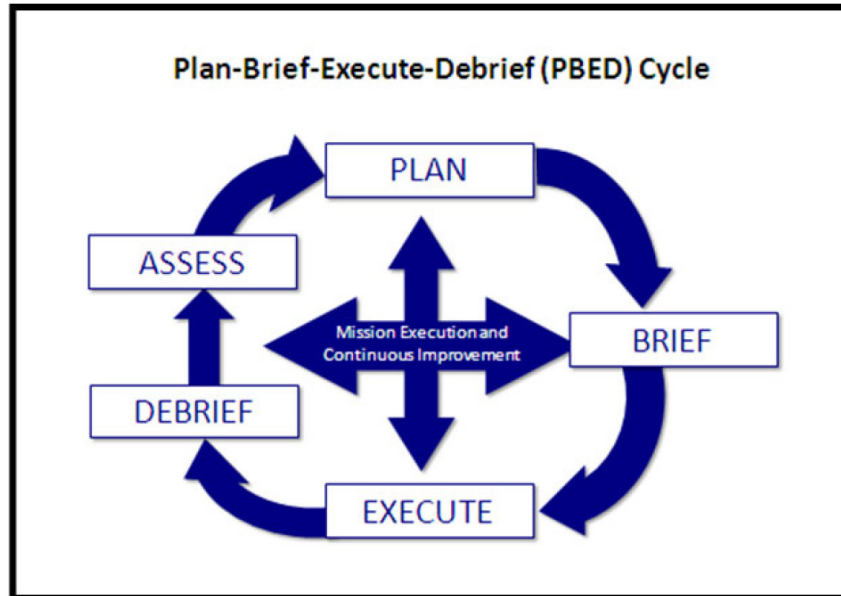 Plan-Brief-Execute-Debrief (PBED) Cycle
PLAN
ASSESS
Mission Execution and
Continuous Improvement
BRIEF
DEBRIEF
EXECUTE